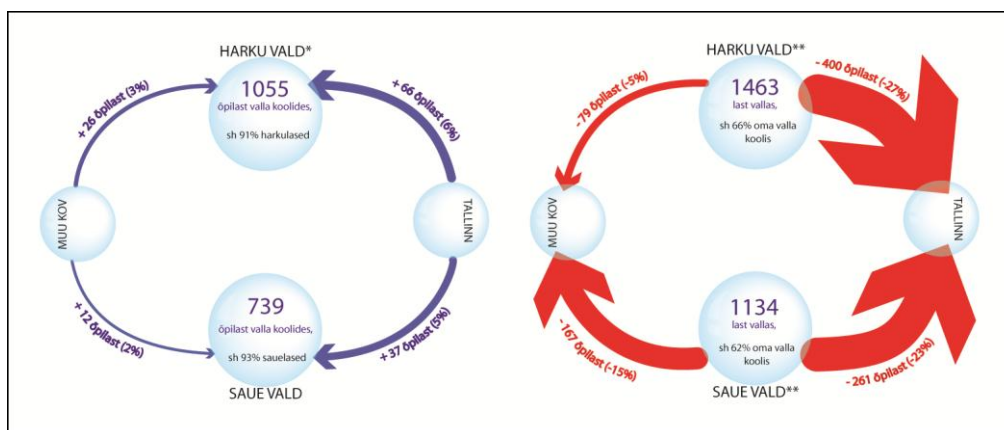 HARKU VALD*
1055
õpilast valla koolides,
sh 91% harkulased
+ 26 õpilast (3%)
+ 66 õpilast (6%)
MUU KOV
TALLINN
+ 12 õpilast (2%)
+ 37 õpilast (5%)
739
õpilast valla koolides,
sh 93% sauelased
SAUE VALD
HARKU VALD**
1463
last vallas,
sh 66% oma valla
koolis
- 79 õpilast (-5%)
- 400 õpilast (-27%)
MUU KOV
TALLINN
- 167 õpilast (-15%)
- 261 õpilast (-23%)
1134
last vallas,
sh 62% oma valla
koolis
SAUE VALD**